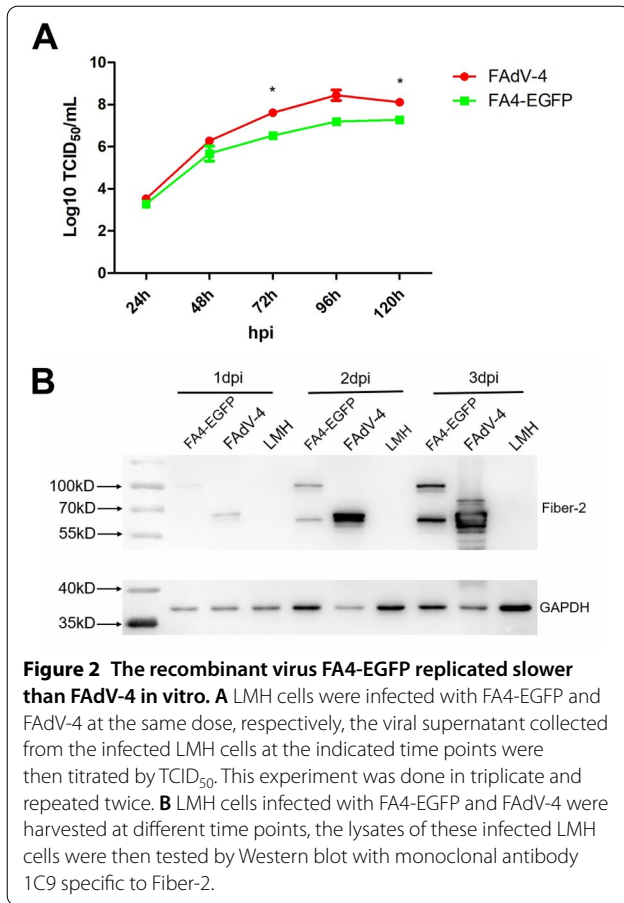 A
Log10 TCID50/mL
10
8
6
4
2
0
24h
48h
72h
96h
120h
hpi
*
*
FAdV-4
FA4-EGFP
B
1dpi
2dpi
3dpi
FA4-EGFP
FAdV-4
LMH
FA4-EGFP
FAdV-4
LMH
FA4-EGFP
FAdV-4
LMH
100kD
70kD
55kD
Fiber-2
40kD
35kD
GAPDH
Figure 2 The recombinant virus FA4-EGFP replicated slower
than FAdV-4 in vitro. A LMH cells were infected with FA4-EGFP and
FAdV-4 at the same dose, respectively, the viral supernatant collected
from the infected LMH cells at the indicated time points were
then titrated by TCID50. This experiment was done in triplicate and
repeated twice. B LMH cells infected with FA4-EGFP and FAdV-4 were
harvested at different time points, the lysates of these infected LMH
cells were then tested by Western blot with monoclonal antibody
1C9 specific to Fiber-2.